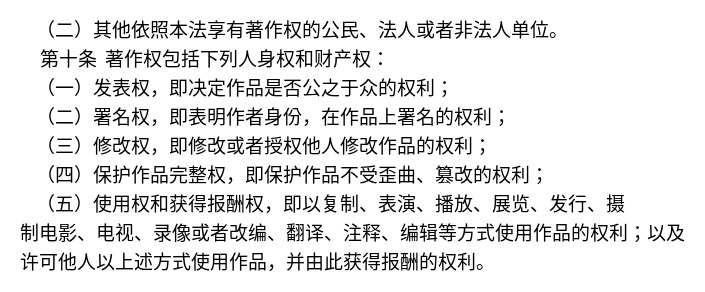 （二）其他依照本法享有著作权的公民、法人或者非法人单位。
第十条 著作权包括下列人身权和财产权：
（一）发表权，即决定作品是否公之于众的权利；
（二）署名权，即表明作者身份，在作品上署名的权利；
（三）修改权，即修改或者授权他人修改作品的权利；
（四）保护作品完整权，即保护作品不受歪曲、篡改的权利；
（五）使用权和获得报酬权，即以复制、表演、播放、展览、发行、摄
制电影、电视、录像或者改编、翻译、注释、编辑等方式使用作品的权利；以及
许可他人以上述方式使用作品，并由此获得报酬的权利。